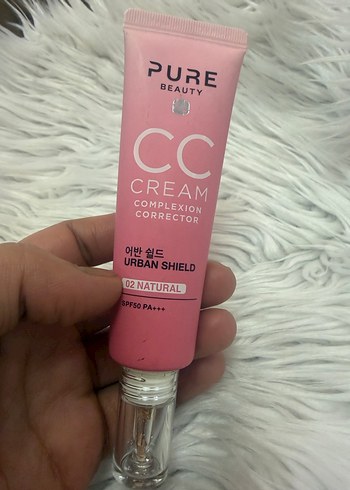 PURE
BEAUTY
CC
CREAM
COMPLEXION
CORRECTOR
어반 쉴드
URBAN SHIELD
02 NATURAL
SPF50 PA+++